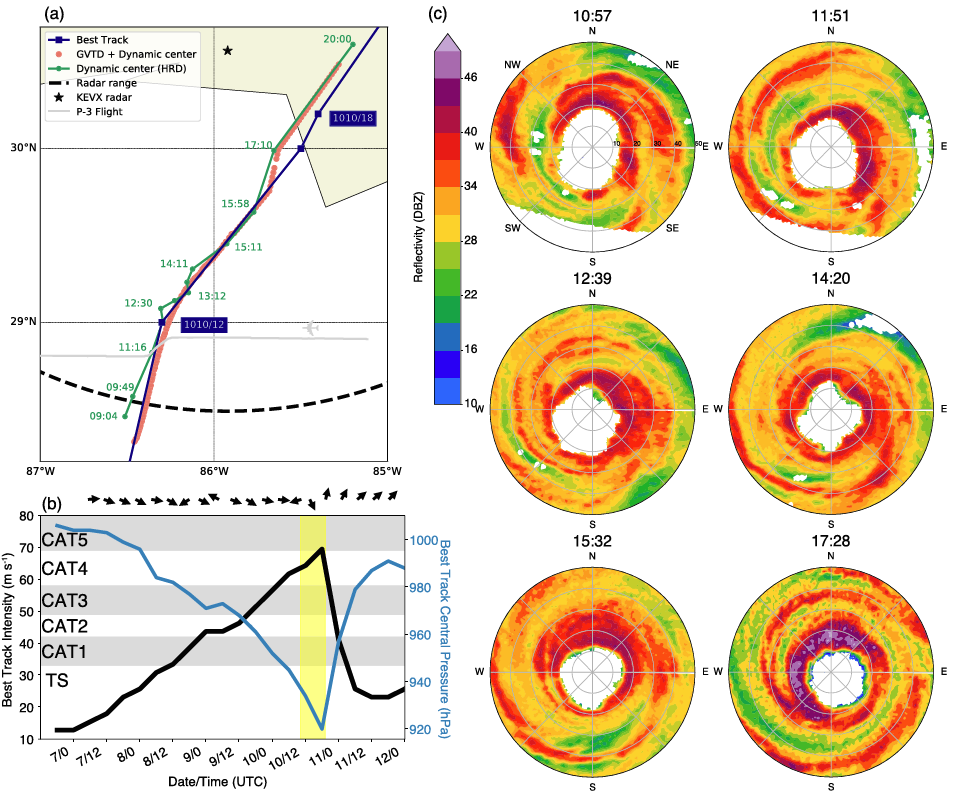 (a)
Best Track
GVTD + Dynamic center
Dynamic center (HRD)
Radar range
KEVX radar
P-3 Flight
20:00
1010/18
17:10
15:58
15:11
14:11
13:12
12:30
1010/12
11:16
09:49
09:04
30°N
29°N
87°W
86°W
85°W
(b)
80
70
60
50
40
30
20
10
Best Track Intensity (m s⁻¹)
CAT5
CAT4
CAT3
CAT2
CAT1
TS
1000
980
960
940
920
Best Track Central Pressure (hPa)
7/0
7/12
8/0
8/12
9/0
9/12
10/0
10/12
11/0
11/12
12/0
Date/Time (UTC)
(c)
46
40
34
28
22
16
10
Reflectivity (DBZ)
10:57
N
NW
NE
W
10
20
30
40
50
E
SW
SE
S
11:51
N
W
E
S
12:39
N
W
E
S
14:20
N
W
E
S
15:32
N
W
E
S
17:28
N
W
E
S